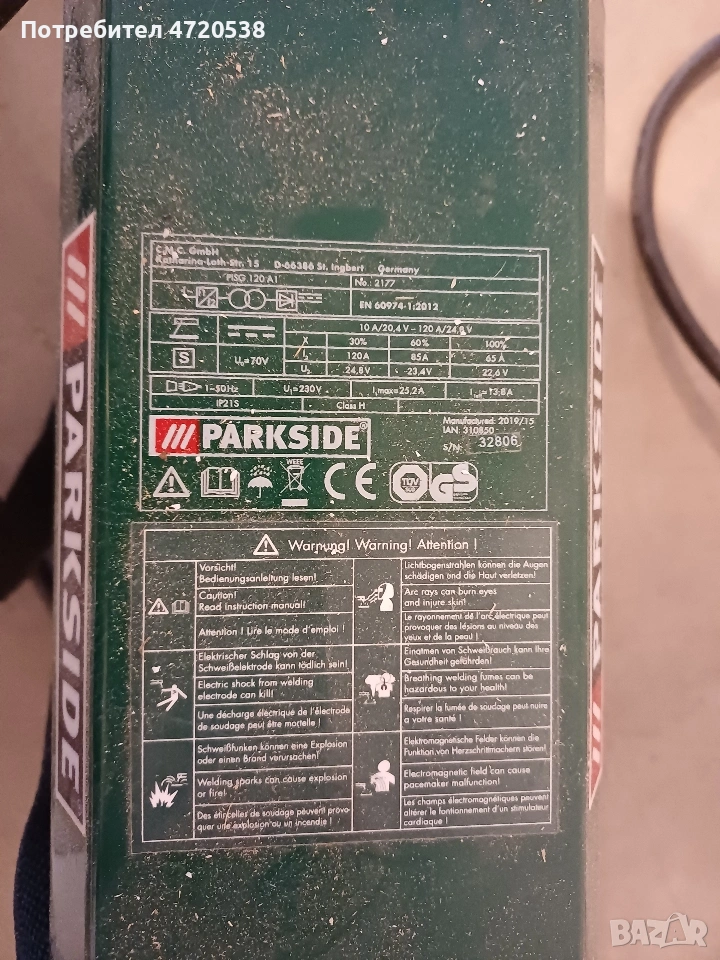 Потребител 4720538
C.M.C. GmbH
Katharina-Loth-Str. 15 D-66386 St. Ingbert Germany
PISG 120 A1 No.: 2177
EN 60974-1:2012
10 A/20,4 V – 120 A/24,8 V
X 30% 60% 100%
S U₀=70V I₂ 120A 85A 65A
U₂ 24,8V 23,4V 22,6V
1~50Hz U₁=230V I₁max=25.2A I₁eff=13,8A
IP21S Class H
PARKSIDE®
Manufactured: 2019/15
IAN: 310850
S/N: 32806
WEEE
CE
TÜV
SÜD
GS
Warnung! Warning! Attention !
Vorsicht!
Bedienungsanleitung lesen!
Caution!
Read instruction manual!
Attention ! Lire le mode d'emploi !
Lichtbogenstrahlen können die Augen
schädigen und die Haut verletzen!
Arc rays can burn eyes
and injure skin!
Le rayonnement de l'arc électrique peut
provoquer des lésions au niveau des
yeux et de la peau !
Elektrischer Schlag von der
Schweißelektrode kann tödlich sein!
Electric shock from welding
electrode can kill!
Une décharge électrique de l'électrode
de soudage peut être mortelle !
Einatmen von Schweißrauch kann Ihre
Gesundheit gefährden!
Breathing welding fumes can be
hazardous to your health!
Respirer la fumée de soudage peut nuire
a votre santé !
Schweißfunken können eine Explosion
oder einen Brand verursachen!
Welding sparks can cause explosion
or fire!
Des étincelles de soudage peuvent provo-
quer une explosion ou un incendie !
Elektromagnetische Felder können die
Funktion von Herzschrittmachern stören!
Electromagnetic field can cause
pacemaker malfunction!
Les champs électromagnétiques peuvent
altérer le fontionnement d'un stimulateur
cardiaque !
PARKSIDE
PARKSIDE
BAZAR